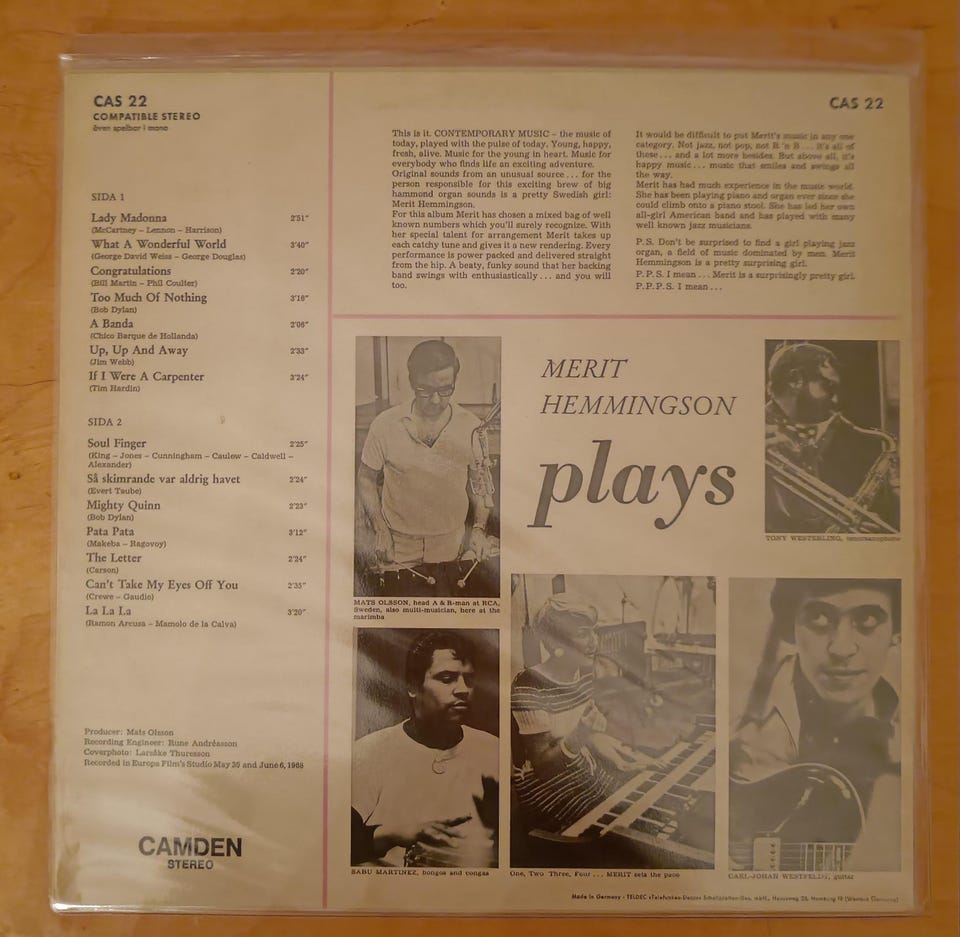 CAS 22
COMPATIBLE STEREO
även spelbar i mono
SIDA 1
Lady Madonna 2'51"
(McCartney – Lennon – Harrison)
What A Wonderful World 3'40"
(George David Weiss – George Douglas)
Congratulations 2'20"
(Bill Martin – Phil Coulter)
Too Much Of Nothing 3'16"
(Bob Dylan)
A Banda 2'06"
(Chico Barque de Hollanda)
Up, Up And Away 2'33"
(Jim Webb)
If I Were A Carpenter 3'24"
(Tim Hardin)
SIDA 2
Soul Finger 2'25"
(King – Jones – Cunningham – Caulew – Caldwell –
Alexander)
Så skimrande var aldrig havet 2'24"
(Evert Taube)
Mighty Quinn 2'23"
(Bob Dylan)
Pata Pata 3'12"
(Makeba – Ragovoy)
The Letter 2'24"
(Carson)
Can't Take My Eyes Off You 2'35"
(Crewe – Gaudio)
La La La 3'20"
(Ramon Arcusa – Mamolo de la Calva)
Producer: Mats Olsson
Recording Engineer: Rune Andréasson
Coverphoto: Larsåke Thuresson
Recorded in Europa Film's Studio May 30 and June 6, 1968
CAMDEN
STEREO
CAS 22
This is it. CONTEMPORARY MUSIC – the music of
today, played with the pulse of today. Young, happy,
fresh, alive. Music for the young in heart. Music for
everybody who finds life an exciting adventure.
Original sounds from an unusual source ... for the
person responsible for this exciting brew of big
hammond organ sounds is a pretty Swedish girl:
Merit Hemmingson.
For this album Merit has chosen a mixed bag of well
known numbers which you'll surely recognize. With
her special talent for arrangement Merit takes up
each catchy tune and gives it a new rendering. Every
performance is power packed and delivered straight
from the hip. A beaty, funky sound that her backing
band swings with enthusiastically ... and you will
too.
It would be difficult to put Merit's music in any one
category. Not jazz, not pop, not R 'n B ... it's all of
these ... and a lot more besides. But above all, it's
happy music ... music that smiles and swings all
the way.
Merit has had much experience in the music world.
She has been playing piano and organ ever since she
could climb onto a piano stool. She has led her own
all-girl American band and has played with many
well known jazz musicians.
P.S. Don't be surprised to find a girl playing jazz
organ, a field of music dominated by men. Merit
Hemmingson is a pretty surprising girl.
P.P.S. I mean ... Merit is a surprisingly pretty girl.
P.P.P.S. I mean ...
MERIT
HEMMINGSON
plays
TONY WESTERLING, tenorsaxophone
MATS OLSSON, head A & R-man at RCA,
Sweden, also multi-musician, here at the
marimba
SABU MARTINEZ, bongos and congas
One, Two Three, Four ... MERIT sets the pace
CARL-JOHAN WESTFELDT, guitar
Made in Germany · TELDEC »Telefunken-Decca« Schallplatten-Ges. mbH., Hamburg 19